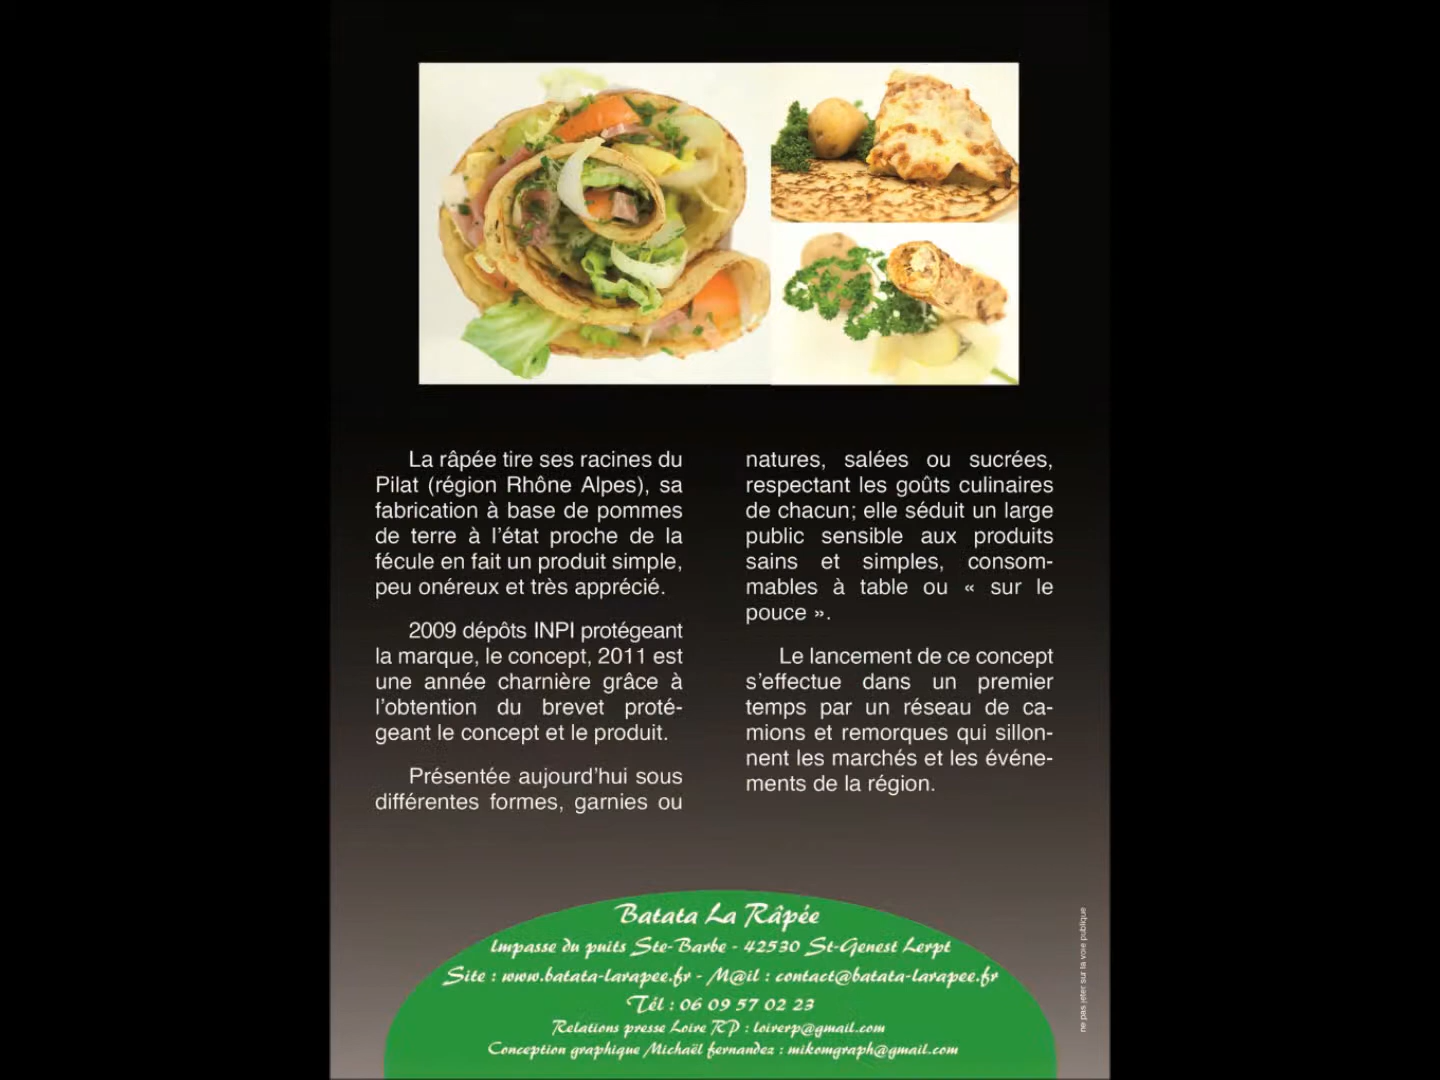 La râpée tire ses racines du
Pilat (région Rhône Alpes), sa
fabrication à base de pommes
de terre à l'état proche de la
fécule en fait un produit simple,
peu onéreux et très apprécié.
2009 dépôts INPI protégeant
la marque, le concept, 2011 est
une année charnière grâce à
l'obtention du brevet proté-
geant le concept et le produit.
Présentée aujourd'hui sous
différentes formes, garnies ou
natures, salées ou sucrées,
respectant les goûts culinaires
de chacun; elle séduit un large
public sensible aux produits
sains et simples, consom-
mables à table ou « sur le
pouce ».
Le lancement de ce concept
s'effectue dans un premier
temps par un réseau de ca-
mions et remorques qui sillon-
nent les marchés et les événe-
ments de la région.
Batata La Râpée
Impasse du puits Ste-Barbe - 42530 St-Genest Lerpt
Site : www.batata-larapee.fr - M@il : contact@batata-larapee.fr
Tél : 06 09 57 02 23
Relations presse Loire RP : loirerp@gmail.com
Conception graphique Michaël fernandez : mikomgraph@gmail.com
ne pas jeter sur la voie publique